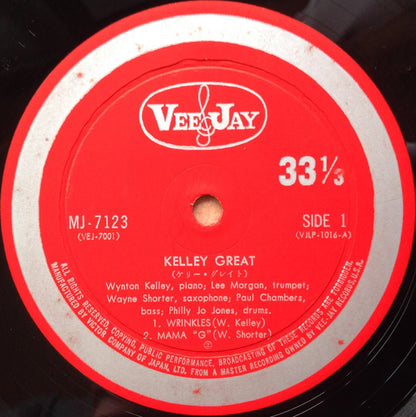 VEE JAY
33 1/3
MJ-7123
(VEJ-7001)
SIDE 1
(VJLP-1016-A)
KELLEY GREAT
(ケリー・グレイト)
Wynton Kelley, piano; Lee Morgan, trumpet;
Wayne Shorter, saxophone; Paul Chambers,
bass; Philly Jo Jones, drums.
1. WRINKLES (W. Kelley)
2. MAMA "G" (W. Shorter)
ALL RIGHTS RESERVED, COPYING, PUBLIC PERFORMANCE, BROADCASTING OF THESE RECORDS ARE FORBIDDEN.
MANUFACTURED BY VICTOR COMPANY OF JAPAN, LTD. FROM A MASTER RECORDING OWNED BY VEE-JAY RECORDS, U.S.A.